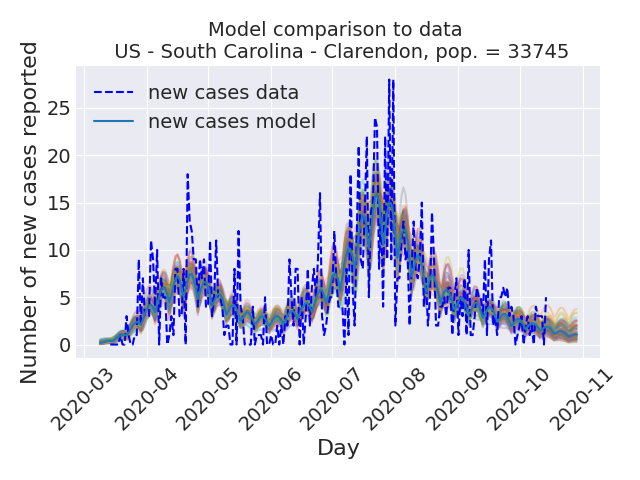 Model comparison to data
US - South Carolina - Clarendon, pop. = 33745
Number of new cases reported
new cases data
new cases model
25
20
15
10
5
0
2020-03
2020-04
2020-05
2020-06
2020-07
2020-08
2020-09
2020-10
2020-11
Day